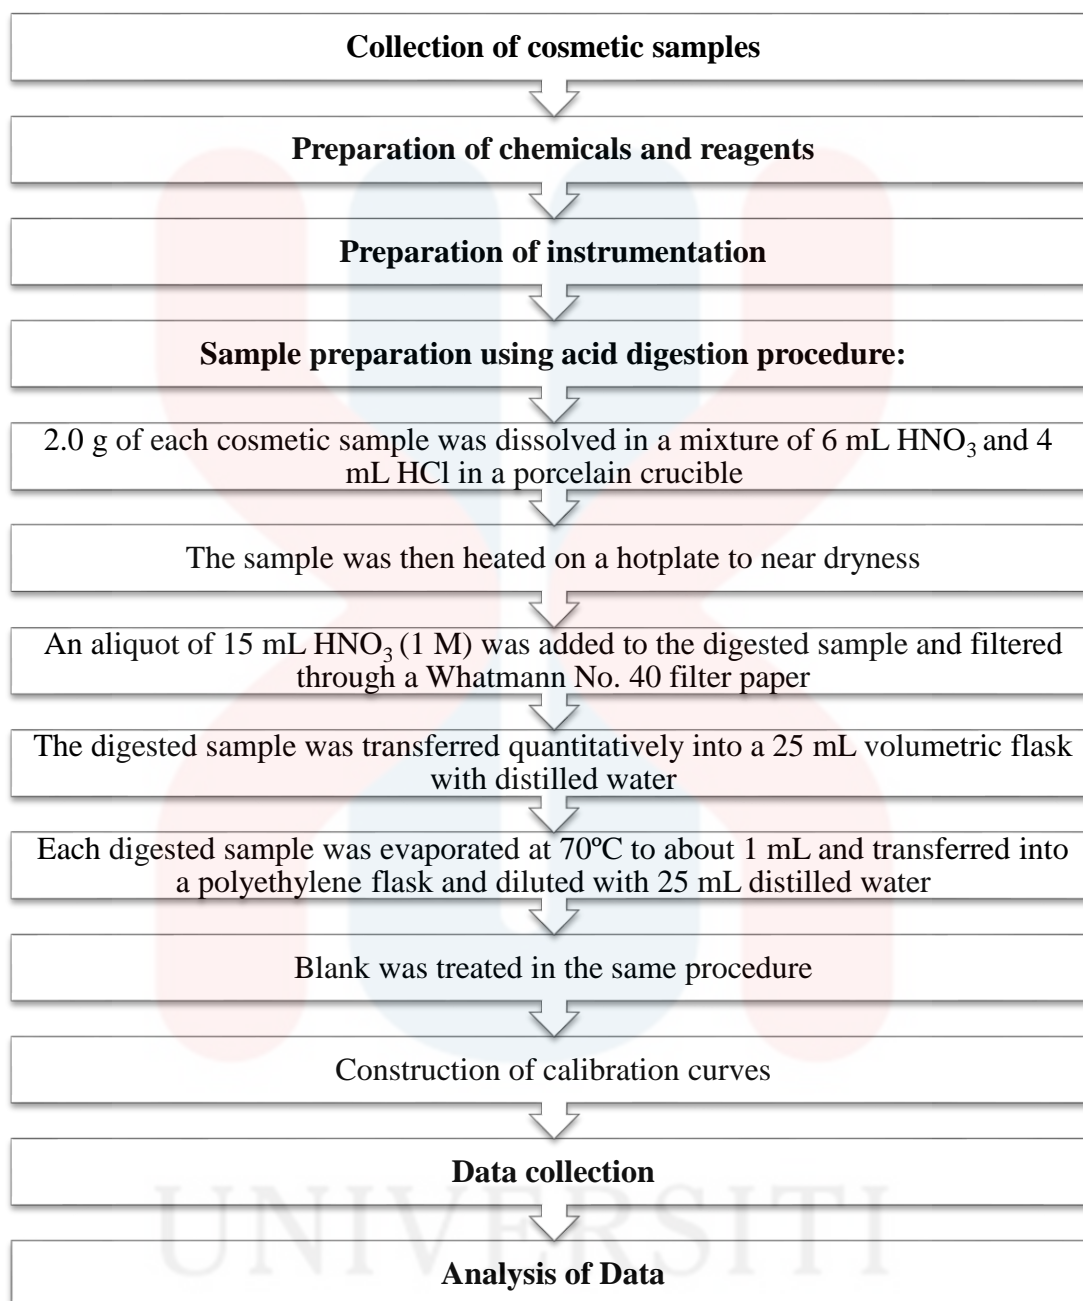 Collection of cosmetic samples
Preparation of chemicals and reagents
Preparation of instrumentation
Sample preparation using acid digestion procedure:
2.0 g of each cosmetic sample was dissolved in a mixture of 6 mL HNO₃ and 4
mL HCl in a porcelain crucible
The sample was then heated on a hotplate to near dryness
An aliquot of 15 mL HNO₃ (1 M) was added to the digested sample and filtered
through a Whatmann No. 40 filter paper
The digested sample was transferred quantitatively into a 25 mL volumetric flask
with distilled water
Each digested sample was evaporated at 70ºC to about 1 mL and transferred into
a polyethylene flask and diluted with 25 mL distilled water
Blank was treated in the same procedure
Construction of calibration curves
Data collection
UNIVERSITI
Analysis of Data